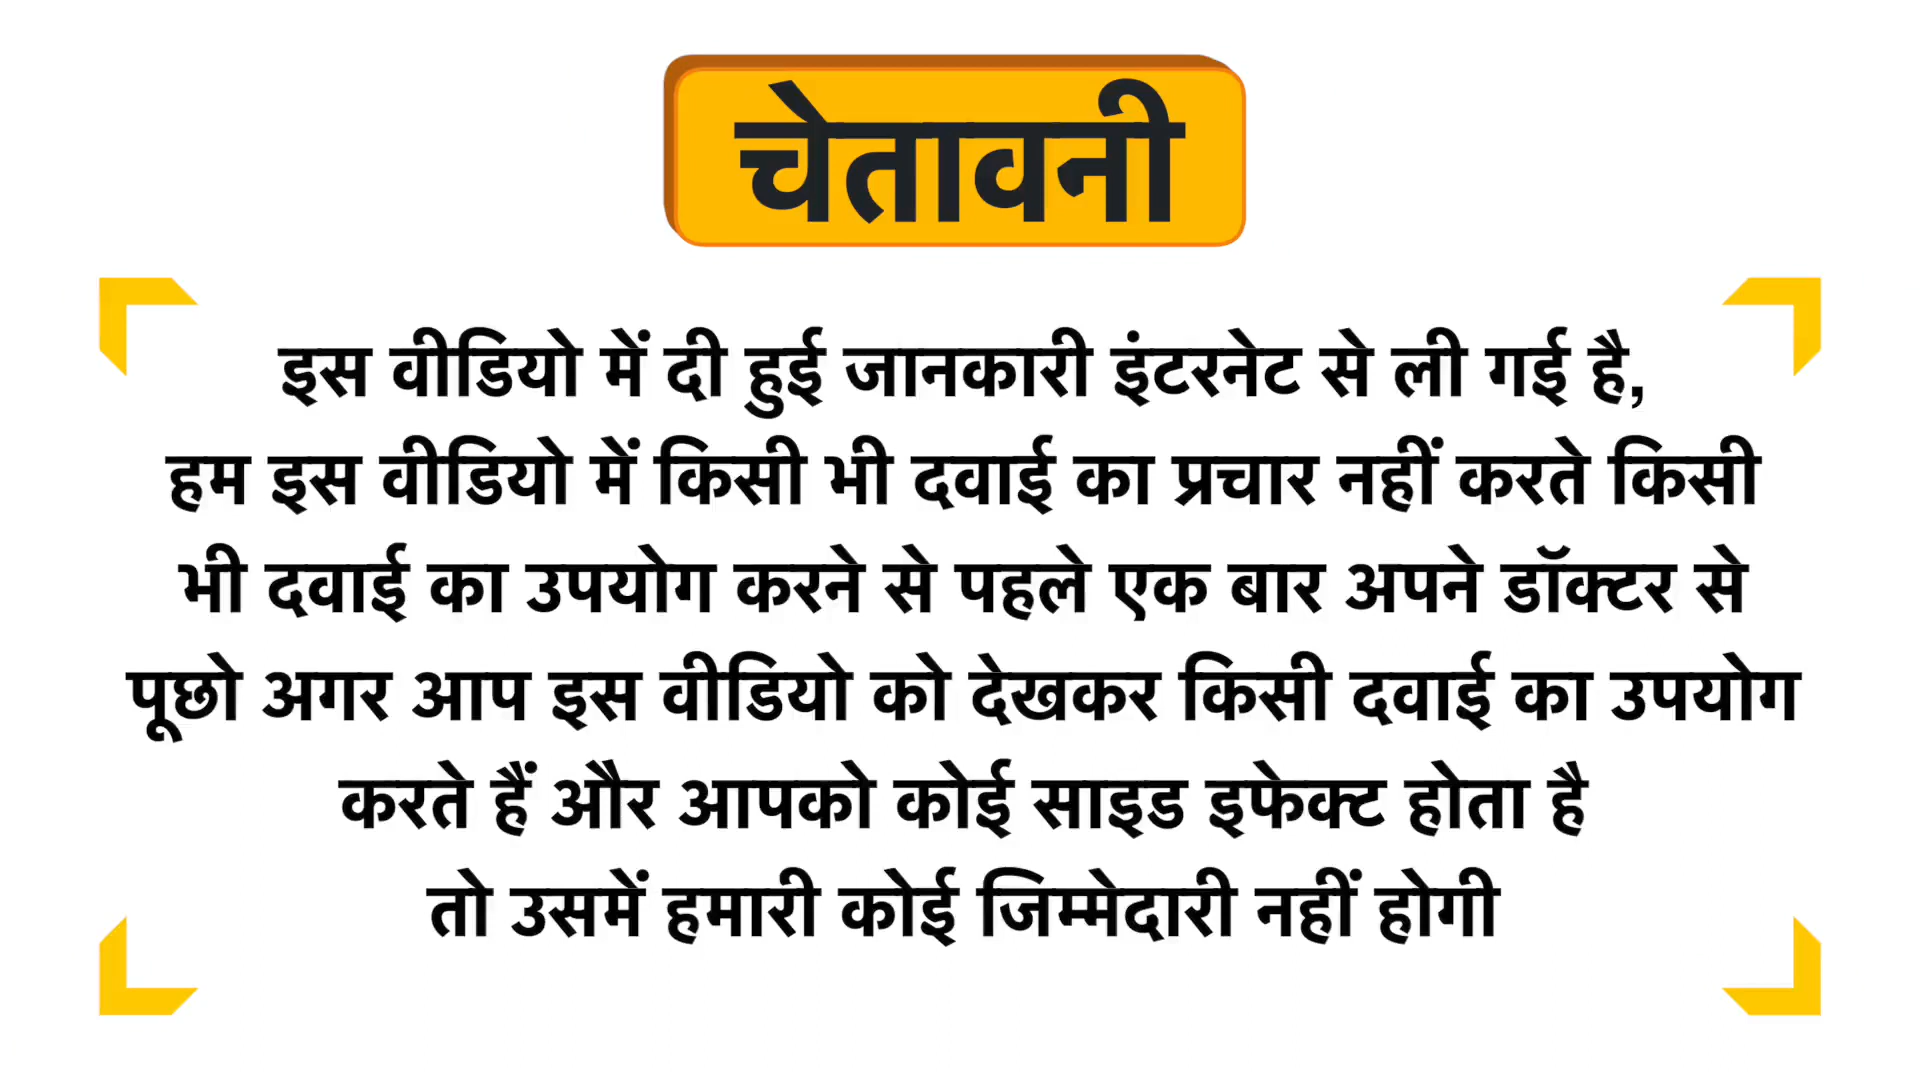 चेतावनी
इस वीडियो में दी हुई जानकारी इंटरनेट से ली गई है,
हम इस वीडियो में किसी भी दवाई का प्रचार नहीं करते किसी
भी दवाई का उपयोग करने से पहले एक बार अपने डॉक्टर से
पूछो अगर आप इस वीडियो को देखकर किसी दवाई का उपयोग
करते हैं और आपको कोई साइड इफेक्ट होता है
तो उसमें हमारी कोई जिम्मेदारी नहीं होगी